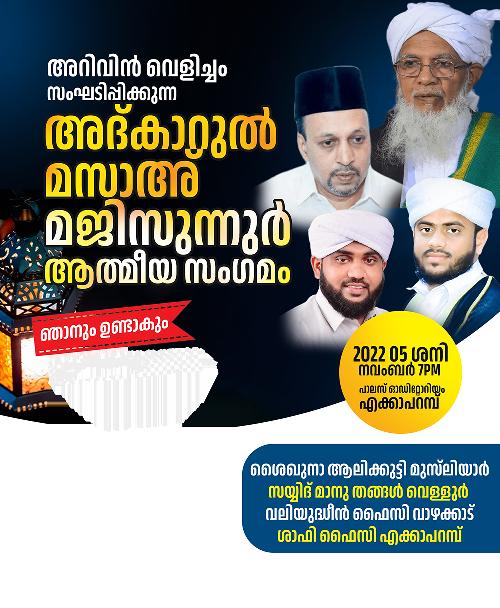 അറിവിൻ വെളിച്ചം
സംഘടിപ്പിക്കുന്ന
അദ്കാറുൽ
മസാഅ്
മജിസുന്നുർ
ആത്മീയ സംഗമം
ഞാനും ഉണ്ടാകും
2022 05 ശനി
നവംബർ 7PM
പാലസ് ഓഡിറ്റോറിയം
എക്കാപറമ്പ്
ശൈഖുനാ ആലിക്കുട്ടി മുസ്‌ലിയാർ
സയ്യിദ് മാനു തങ്ങൾ വെള്ളുർ
വലിയുദ്ധീൻ ഫൈസി വാഴക്കാട്
ശാഫി ഫൈസി എക്കാപറമ്പ്